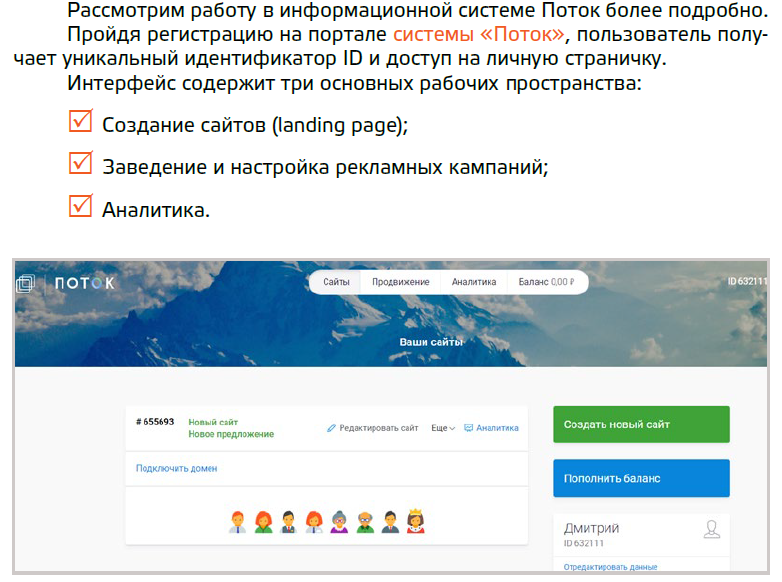 Рассмотрим работу в информационной системе Поток более подробно.
Пройдя регистрацию на портале системы «Поток», пользователь полу-
чает уникальный идентификатор ID и доступ на личную страничку.
Интерфейс содержит три основных рабочих пространства:
Создание сайтов (landing page);
Заведение и настройка рекламных кампаний;
Аналитика.
ПОТОК Сайты Продвижение Аналитика Баланс 0,00 ₽ ID 632111
Ваши сайты
# 655693 Новый сайт Редактировать сайт Еще Аналитика
Новое предложение
Создать новый сайт
Подключить домен
Пополнить баланс
Дмитрий
ID 632111
Отредактировать данные